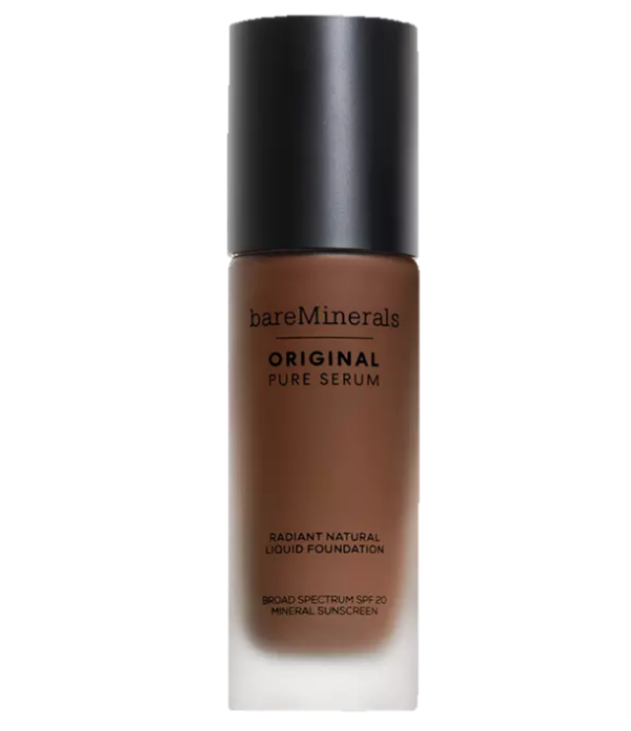 bareMinerals
ORIGINAL
PURE SERUM
RADIANT NATURAL
LIQUID FOUNDATION
BROAD SPECTRUM SPF 20
MINERAL SUNSCREEN